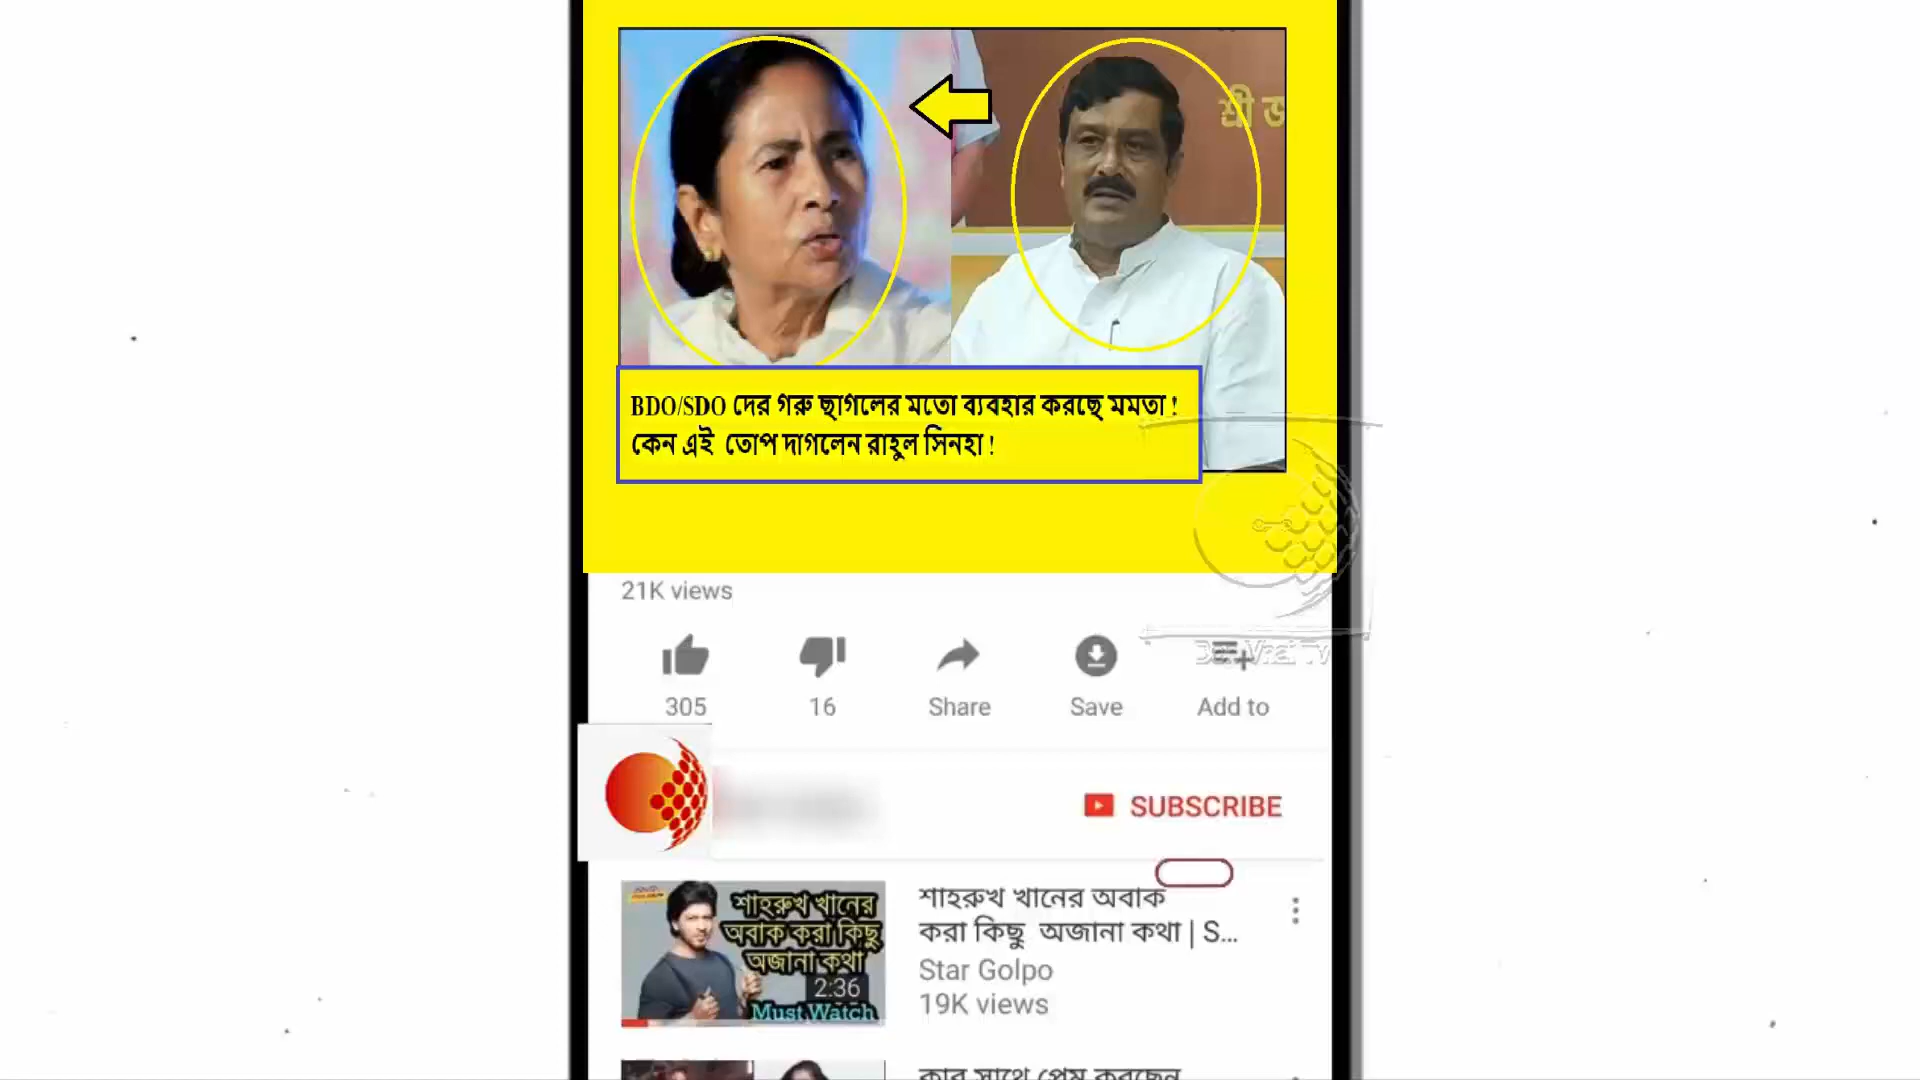 শ্রী ভ
BDO/SDO দের গরু ছাগলের মতো ব্যবহার করছে মমতা !
কেন এই তোপ দাগলেন রাহুল সিনহা !
21K views
305
16
Share
Save
Add to
SUBSCRIBE
শাহরুখ খানের
অবাক করা কিছু
অজানা কথা
2:36
Must Watch
শাহরুখ খানের অবাক
করা কিছু অজানা কথা | S...
Star Golpo
19K views
কার সাথে প্রেম করছেন